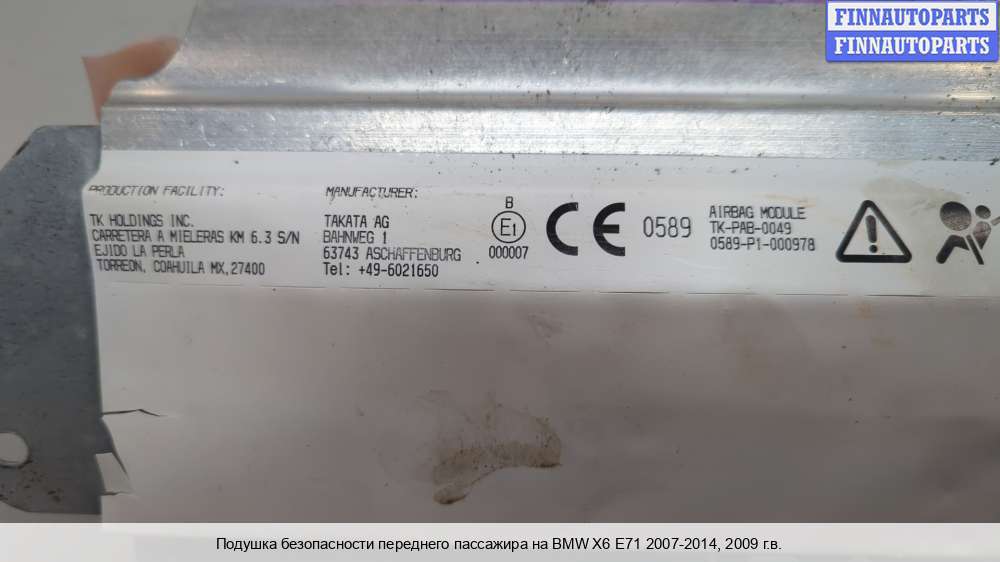 FINNAUTOPARTS
FINNAUTOPARTS
PRODUCTION FACILITY:
TK HOLDINGS INC.
CARRETERA A MIELERAS KM 6.3 S/N
EJIDO LA PERLA
TORREON, COAHUILA MX,27400
MANUFACTURER:
TAKATA AG
BAHNWEG 1
63743 ASCHAFFENBURG
Tel: +49-6021650
B
E1
000007
CE
0589
AIRBAG MODULE
TK-PAB-0049
0589-P1-000978
Подушка безопасности переднего пассажира на BMW X6 E71 2007-2014, 2009 г.в.